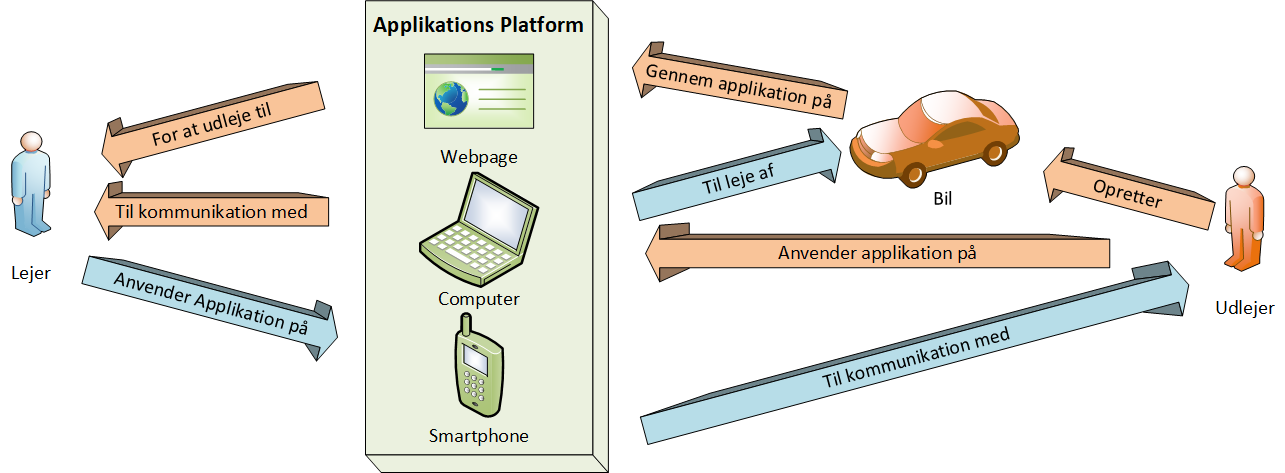 Applikations Platform
Webpage
Computer
Smartphone
For at udleje til
Til kommunikation med
Anvender Applikation på
Lejer
Gennem applikation på
Til leje af
Bil
Opretter
Anvender applikation på
Til kommunikation med
Udlejer